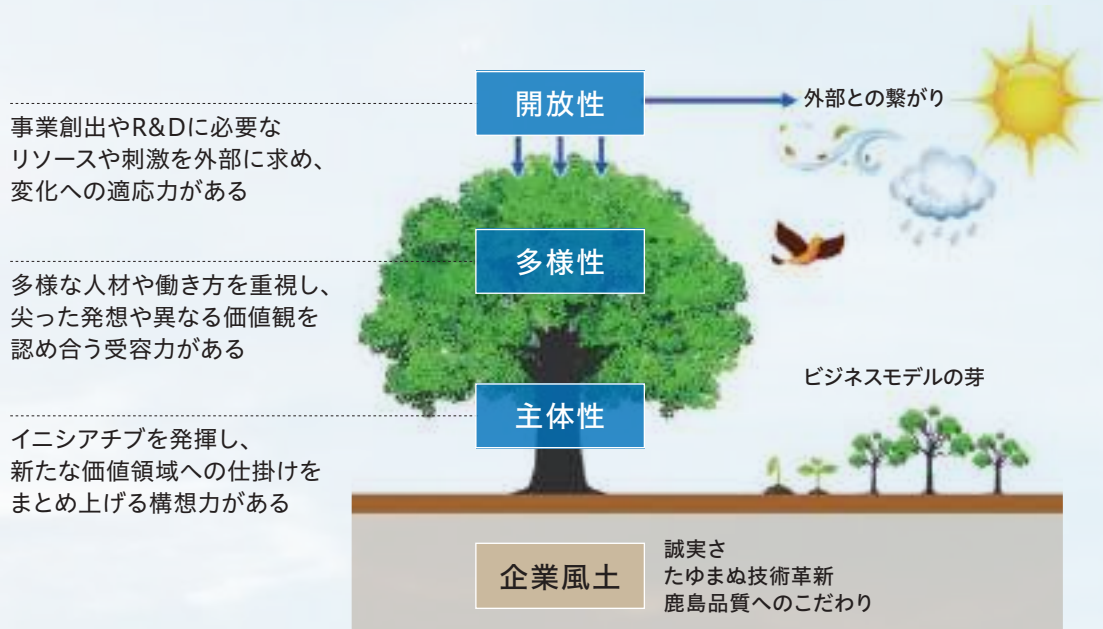 開放性
外部との繋がり
事業創出やR&Dに必要な
リソースや刺激を外部に求め、
変化への適応力がある
多様性
多様な人材や働き方を重視し、
尖った発想や異なる価値観を
認め合う受容力がある
ビジネスモデルの芽
主体性
イニシアチブを発揮し、
新たな価値領域への仕掛けを
まとめ上げる構想力がある
企業風土
誠実さ
たゆまぬ技術革新
鹿島品質へのこだわり